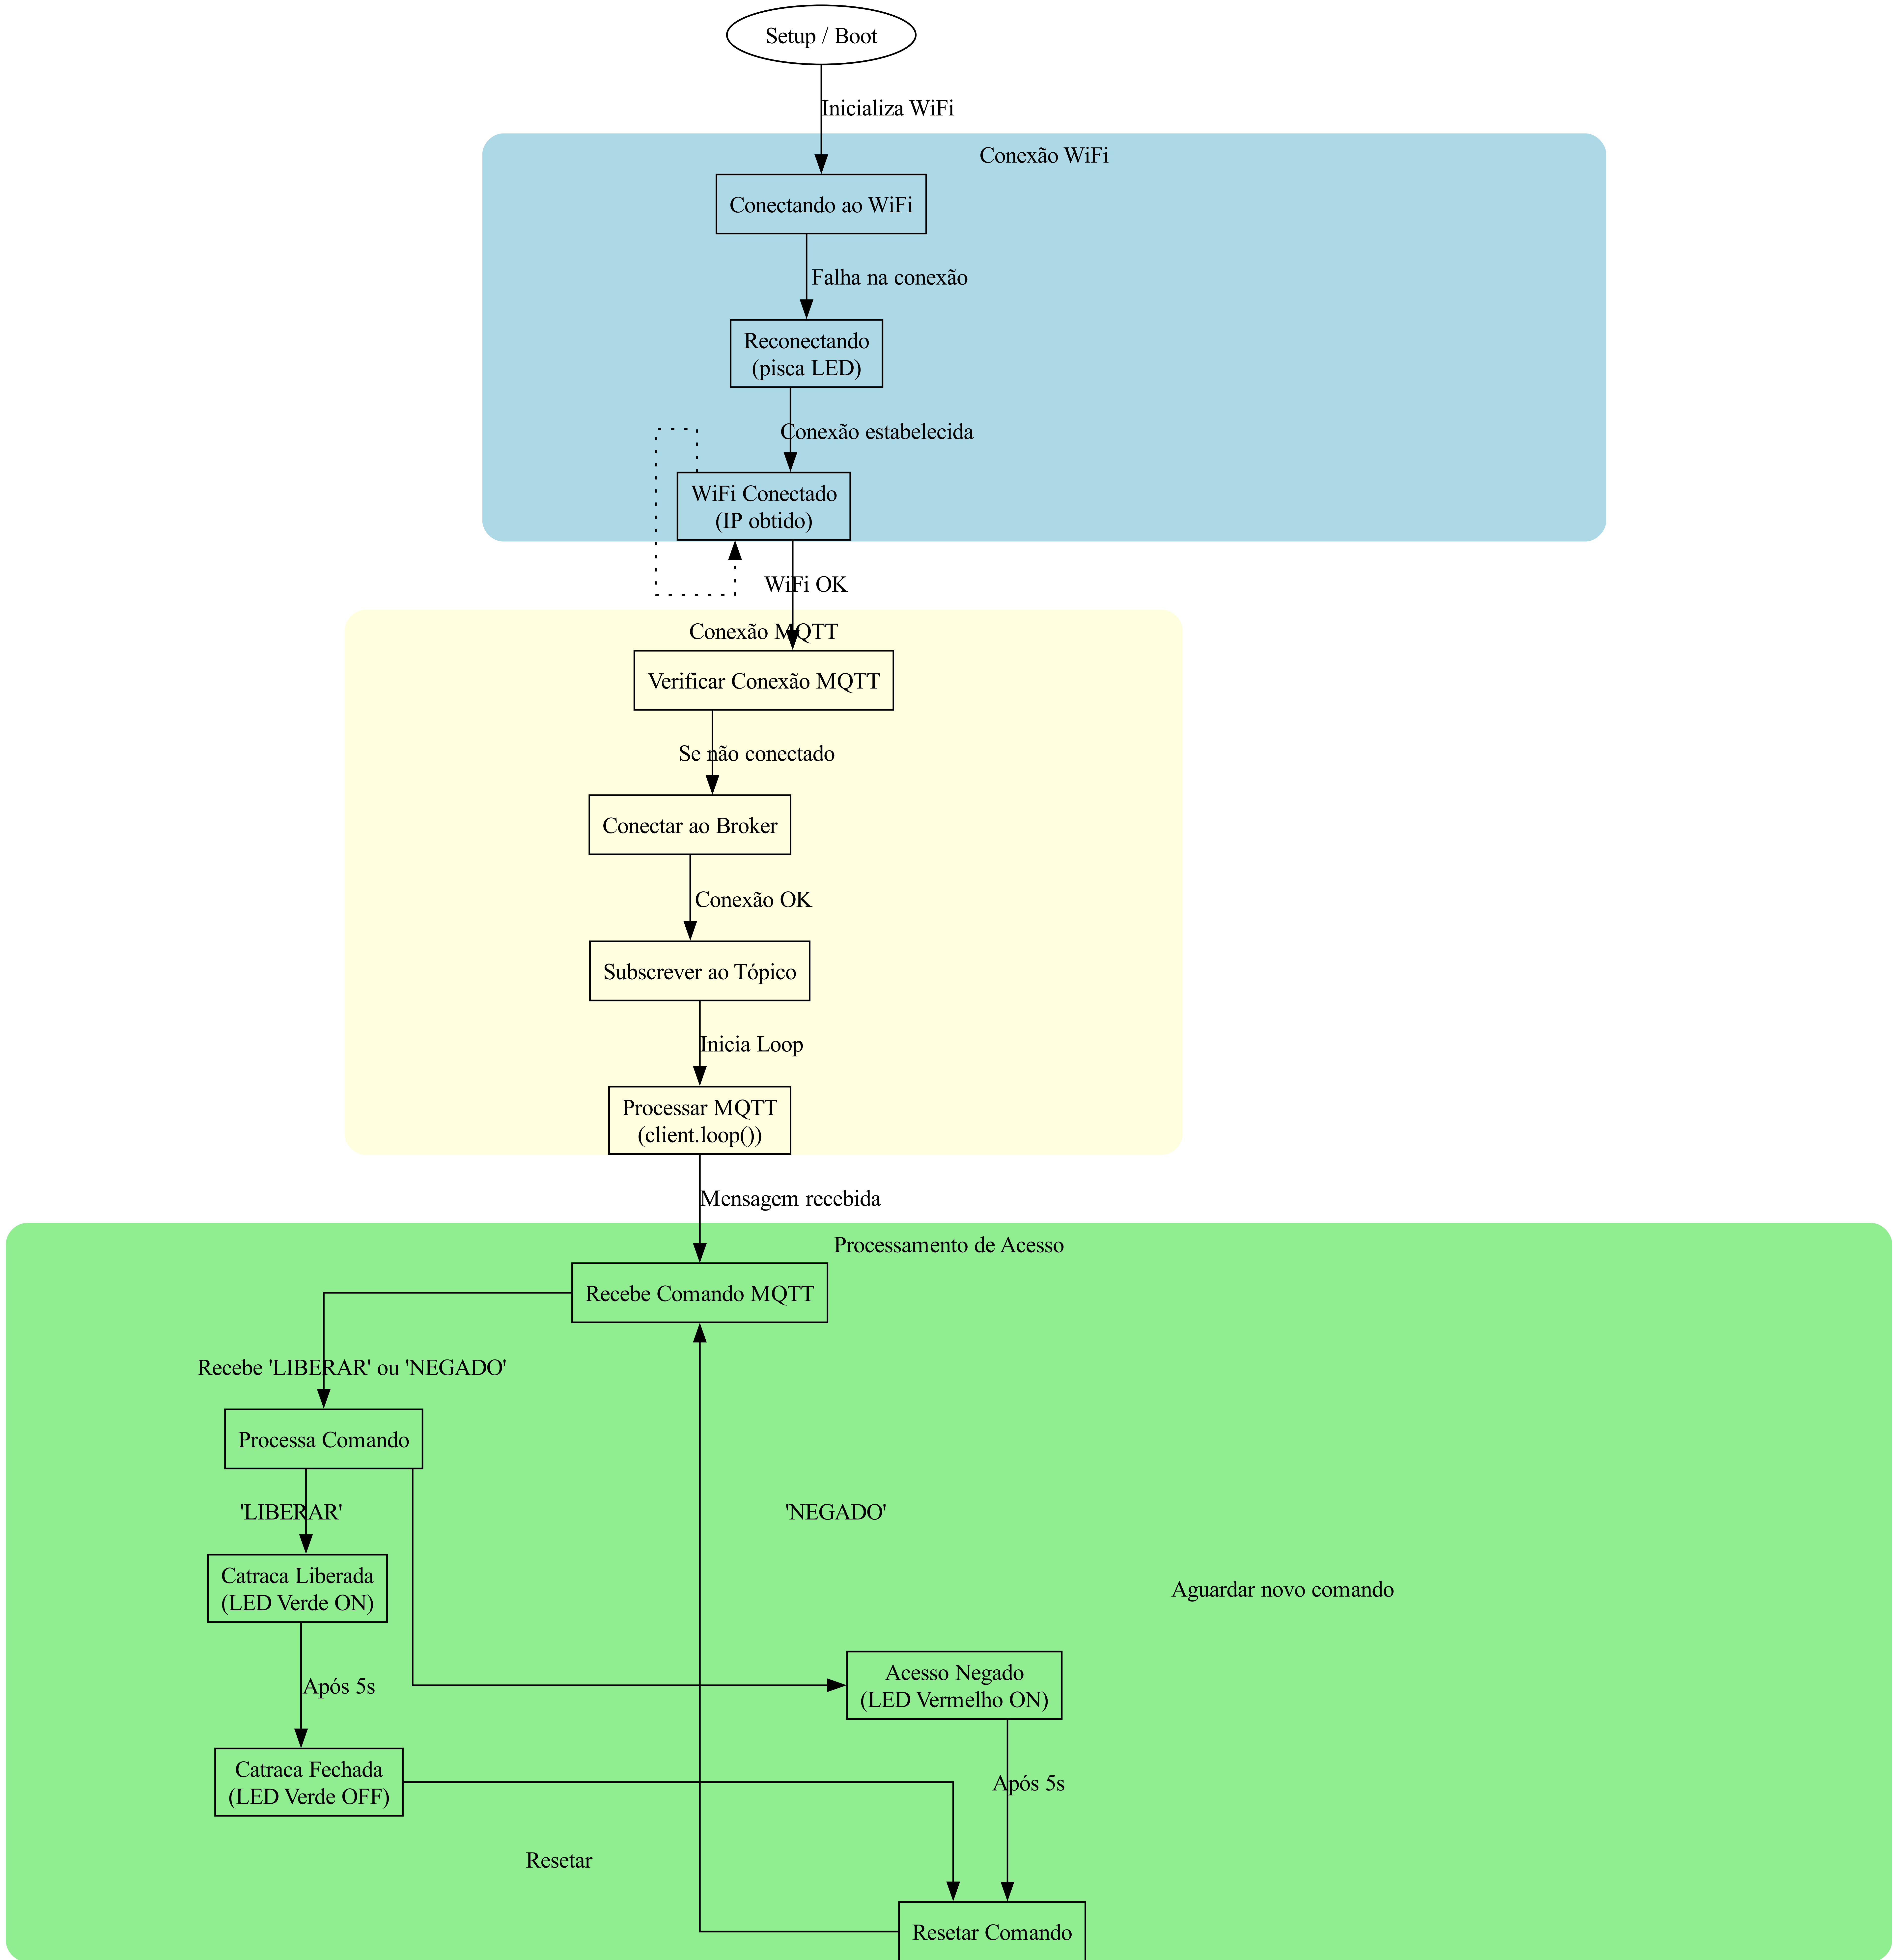 Setup / Boot
Inicializa WiFi
Conexão WiFi
Conectando ao WiFi
Falha na conexão
Reconectando
(pisca LED)
Conexão estabelecida
WiFi Conectado
(IP obtido)
WiFi OK
Conexão MQTT
Verificar Conexão MQTT
Se não conectado
Conectar ao Broker
Conexão OK
Subscrever ao Tópico
Inicia Loop
Processar MQTT
(client.loop())
Mensagem recebida
Processamento de Acesso
Recebe Comando MQTT
Recebe 'LIBERAR' ou 'NEGADO'
Processa Comando
'LIBERAR'
'NEGADO'
Catraca Liberada
(LED Verde ON)
Aguardar novo comando
Após 5s
Acesso Negado
(LED Vermelho ON)
Catraca Fechada
(LED Verde OFF)
Após 5s
Resetar
Resetar Comando